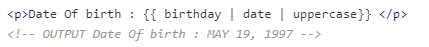 <p>Date Of birth : {{ birthday | date | uppercase}} </p>
<!-- OUTPUT Date Of birth : MAY 19, 1997 -->